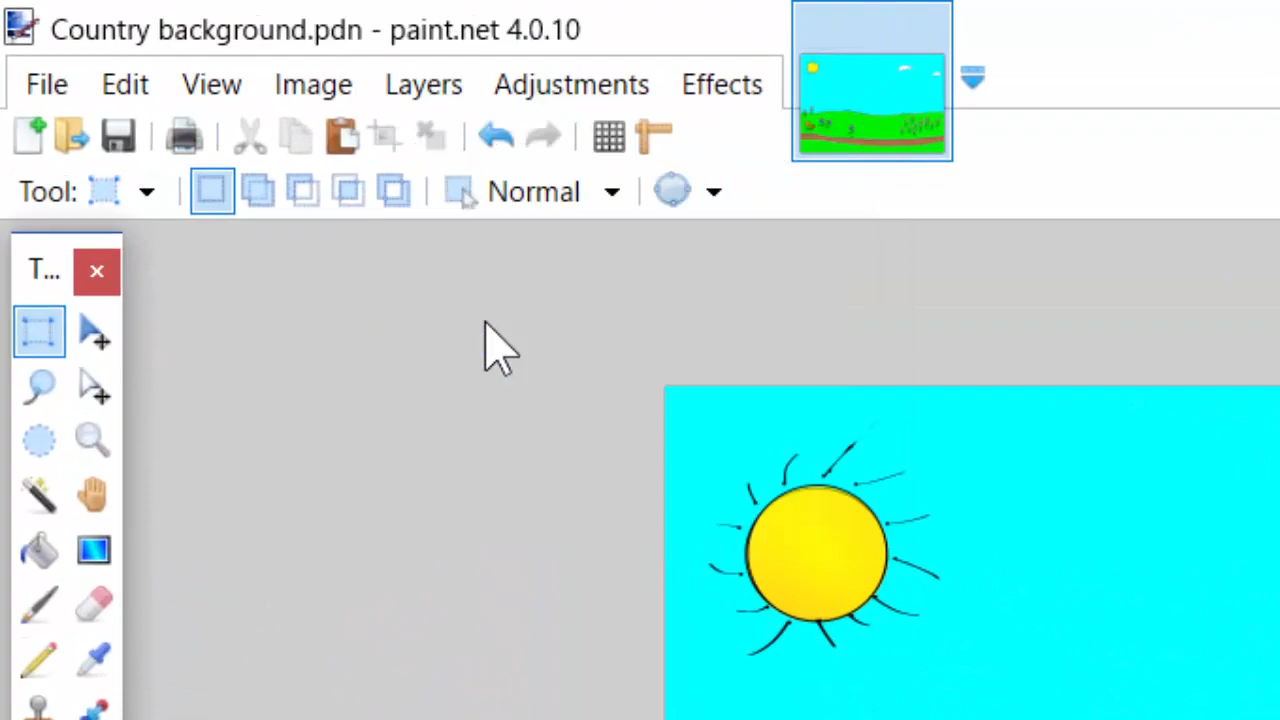 Country background.pdn - paint.net 4.0.10
File Edit View Image Layers Adjustments Effects
Tool: Normal
T...